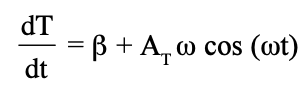 dT/dt = β + A_T ω cos (ωt)